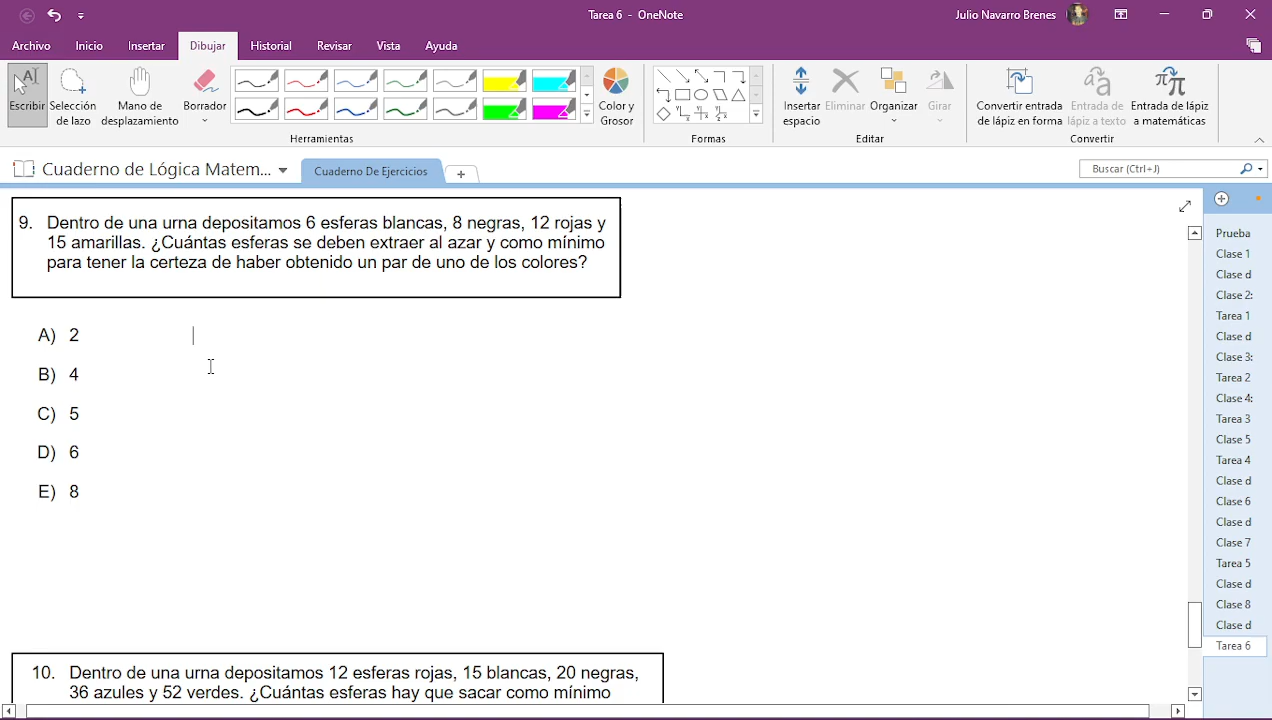 Tarea 6 - OneNote
Julio Navarro Brenes
Archivo Inicio Insertar Dibujar Historial Revisar Vista Ayuda
Escribir
Selección de lazo
Mano de desplazamiento
Borrador
Herramientas
Color y Grosor
Formas
Insertar espacio
Eliminar
Organizar
Girar
Editar
Convertir entrada de lápiz en forma
Entrada de lápiz a texto
Entrada de lápiz a matemáticas
Convertir
Cuaderno de Lógica Matem...
Cuaderno De Ejercicios
Buscar (Ctrl+J)
9. Dentro de una urna depositamos 6 esferas blancas, 8 negras, 12 rojas y
15 amarillas. ¿Cuántas esferas se deben extraer al azar y como mínimo
para tener la certeza de haber obtenido un par de uno de los colores?
A) 2
B) 4
C) 5
D) 6
E) 8
10. Dentro de una urna depositamos 12 esferas rojas, 15 blancas, 20 negras,
36 azules y 52 verdes. ¿Cuántas esferas hay que sacar como mínimo
Prueba
Clase 1
Clase d
Clase 2:
Tarea 1
Clase d
Clase 3:
Tarea 2
Clase 4:
Tarea 3
Clase 5
Tarea 4
Clase d
Clase 6
Clase d
Clase 7
Tarea 5
Clase d
Clase 8
Clase d
Tarea 6